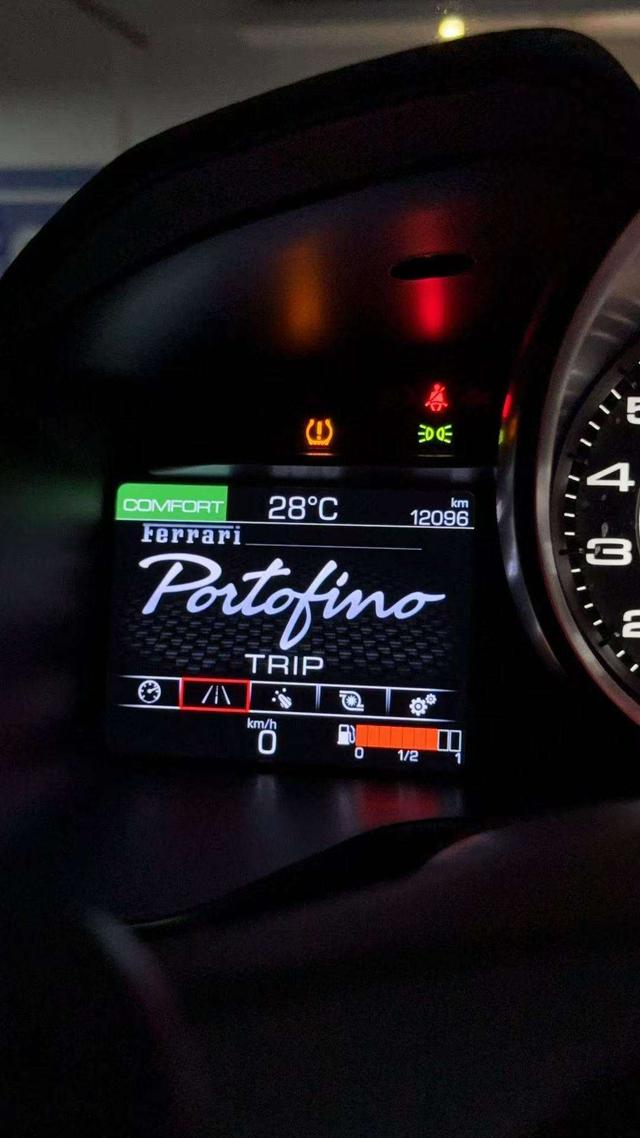 COMFORT 28°C km
12096
Ferrari
Portofino
TRIP
km/h
0
0 1/2 1
5
4
3
2